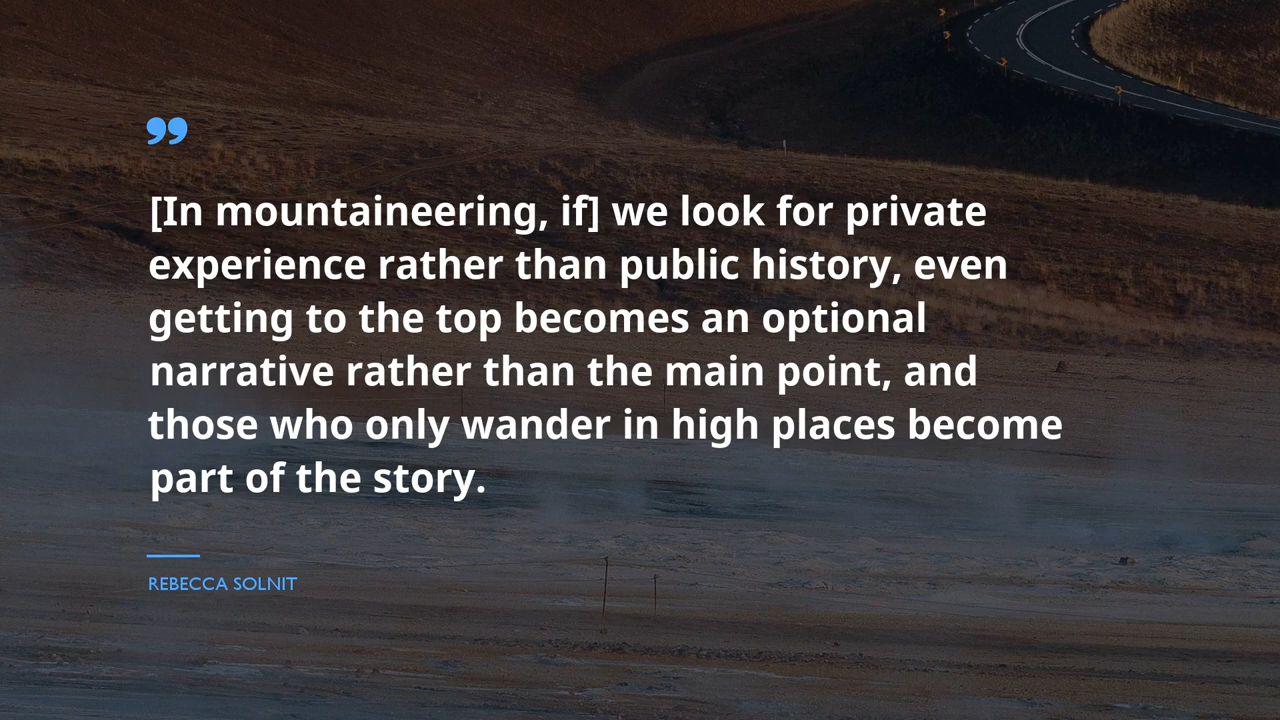 ”
[In mountaineering, if] we look for private
experience rather than public history, even
getting to the top becomes an optional
narrative rather than the main point, and
those who only wander in high places become
part of the story.
REBECCA SOLNIT